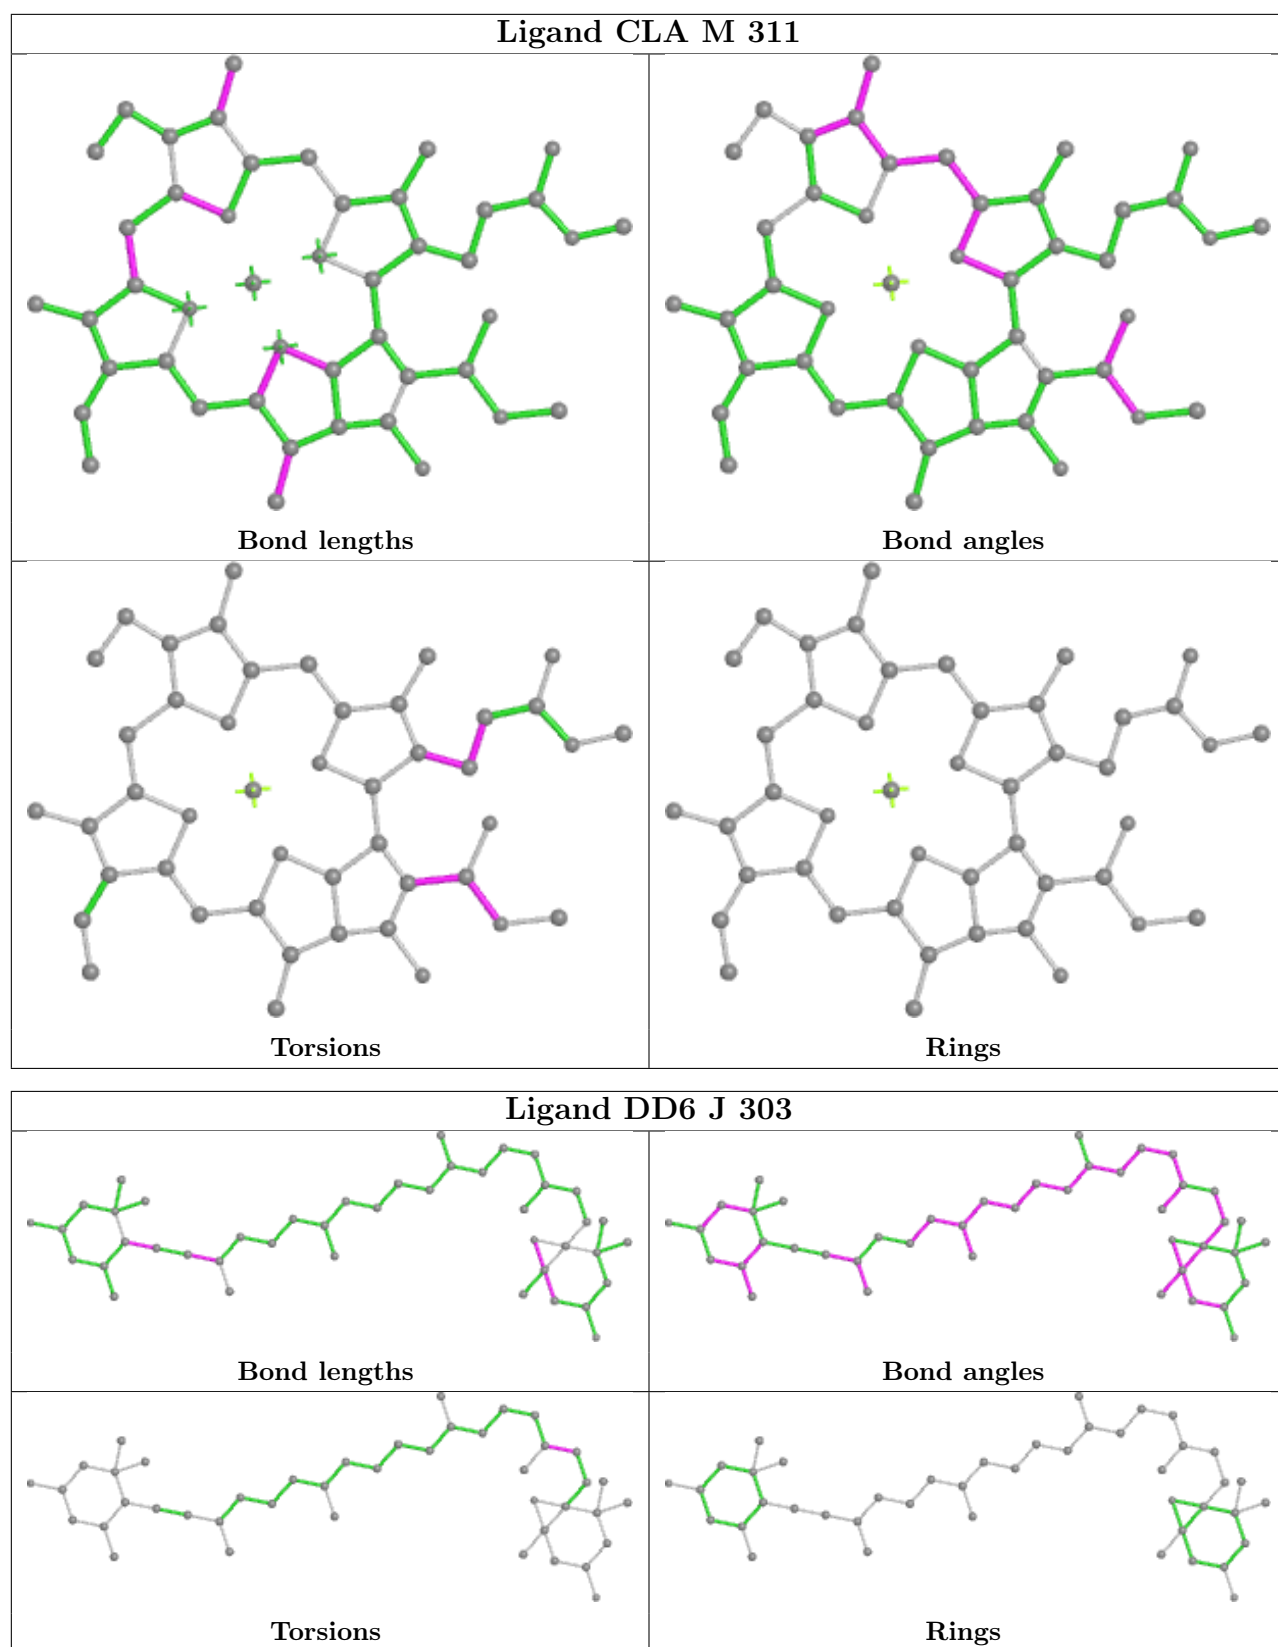 Ligand CLA M 311
Bond lengths
Bond angles
Torsions
Rings
Ligand DD6 J 303
Bond lengths
Bond angles
Torsions
Rings